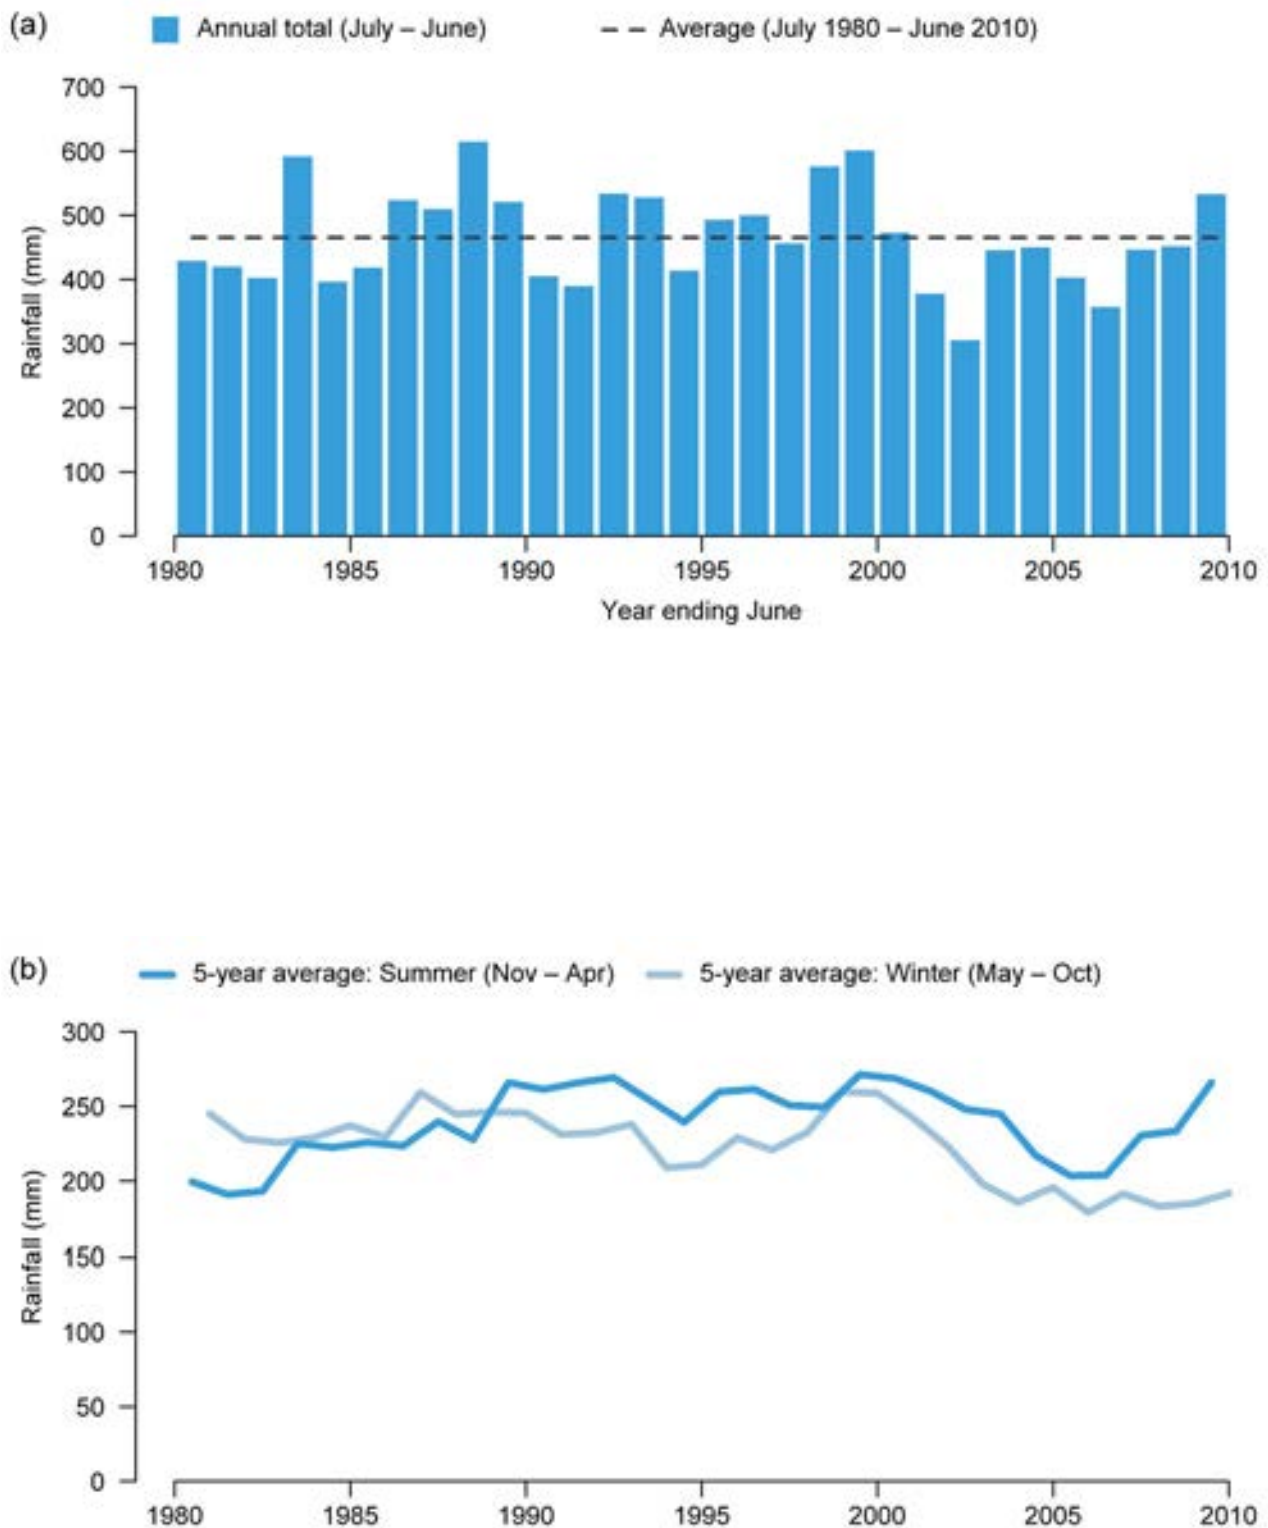 (a) Annual total (July – June) Average (July 1980 – June 2010)
700
600
500
400
300
200
100
0
Rainfall (mm)
1980 1985 1990 1995 2000 2005 2010
Year ending June
(b) 5-year average: Summer (Nov – Apr) 5-year average: Winter (May – Oct)
300
250
200
150
100
50
0
Rainfall (mm)
1980 1985 1990 1995 2000 2005 2010